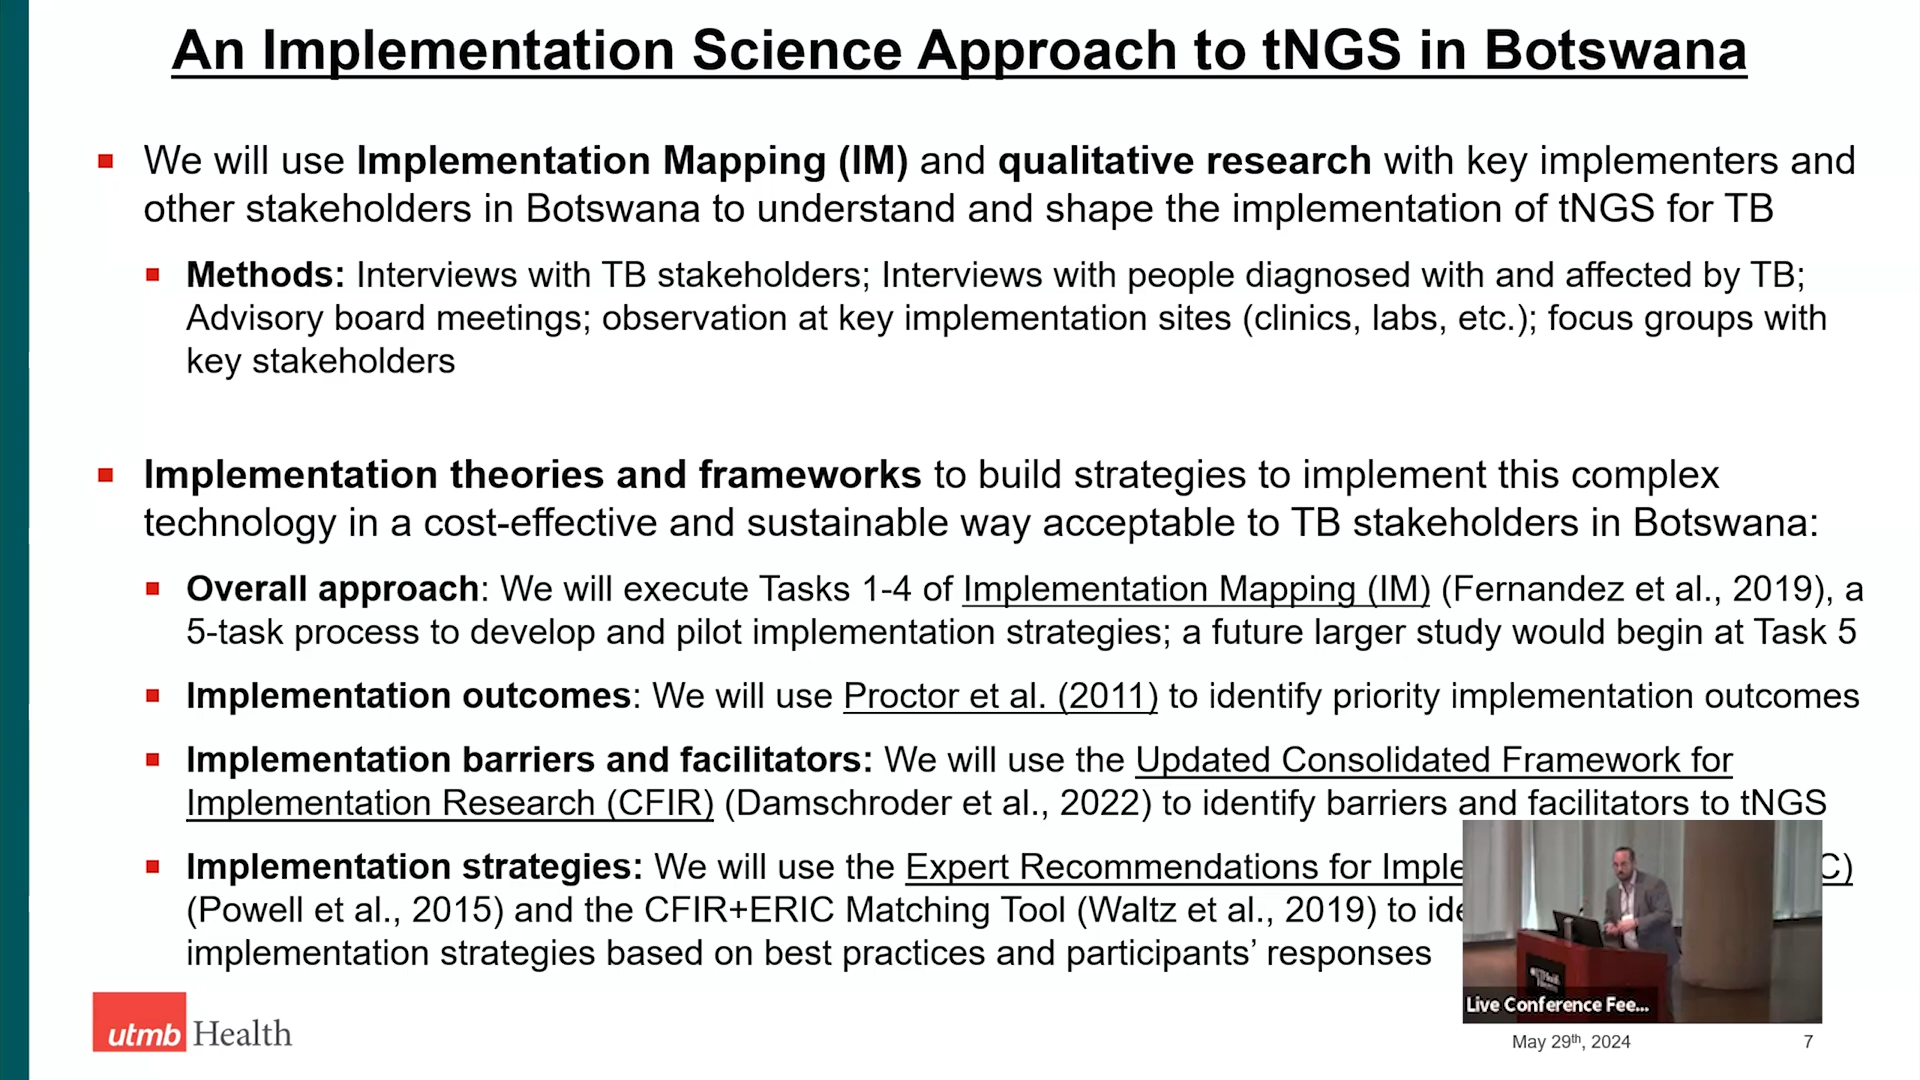 An Implementation Science Approach to tNGS in Botswana
We will use Implementation Mapping (IM) and qualitative research with key implementers and
other stakeholders in Botswana to understand and shape the implementation of tNGS for TB
Methods: Interviews with TB stakeholders; Interviews with people diagnosed with and affected by TB;
Advisory board meetings; observation at key implementation sites (clinics, labs, etc.); focus groups with
key stakeholders
Implementation theories and frameworks to build strategies to implement this complex
technology in a cost-effective and sustainable way acceptable to TB stakeholders in Botswana:
Overall approach: We will execute Tasks 1-4 of Implementation Mapping (IM) (Fernandez et al., 2019), a
5-task process to develop and pilot implementation strategies; a future larger study would begin at Task 5
Implementation outcomes: We will use Proctor et al. (2011) to identify priority implementation outcomes
Implementation barriers and facilitators: We will use the Updated Consolidated Framework for
Implementation Research (CFIR) (Damschroder et al., 2022) to identify barriers and facilitators to tNGS
Implementation strategies: We will use the Expert Recommendations for Imple C)
(Powell et al., 2015) and the CFIR+ERIC Matching Tool (Waltz et al., 2019) to ide
implementation strategies based on best practices and participants’ responses
Live Conference Fee...
utmb Health
May 29th, 2024 7